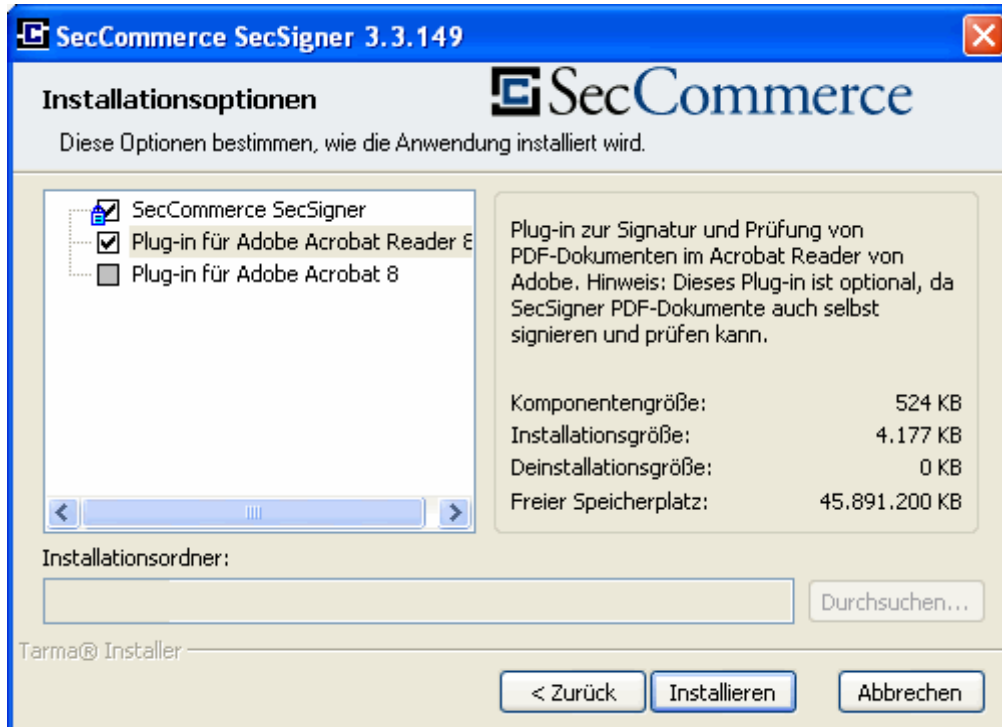 SecCommerce SecSigner 3.3.149
Installationsoptionen
SecCommerce
Diese Optionen bestimmen, wie die Anwendung installiert wird.
SecCommerce SecSigner
Plug-in für Adobe Acrobat Reader 8
Plug-in für Adobe Acrobat 8
Plug-in zur Signatur und Prüfung von
PDF-Dokumenten im Acrobat Reader von
Adobe. Hinweis: Dieses Plug-in ist optional, da
SecSigner PDF-Dokumente auch selbst
signieren und prüfen kann.
Komponentengröße: 524 KB
Installationsgröße: 4.177 KB
Deinstallationsgröße: 0 KB
Freier Speicherplatz: 45.891.200 KB
Installationsordner:
Durchsuchen...
Tarma® Installer
< Zurück Installieren Abbrechen